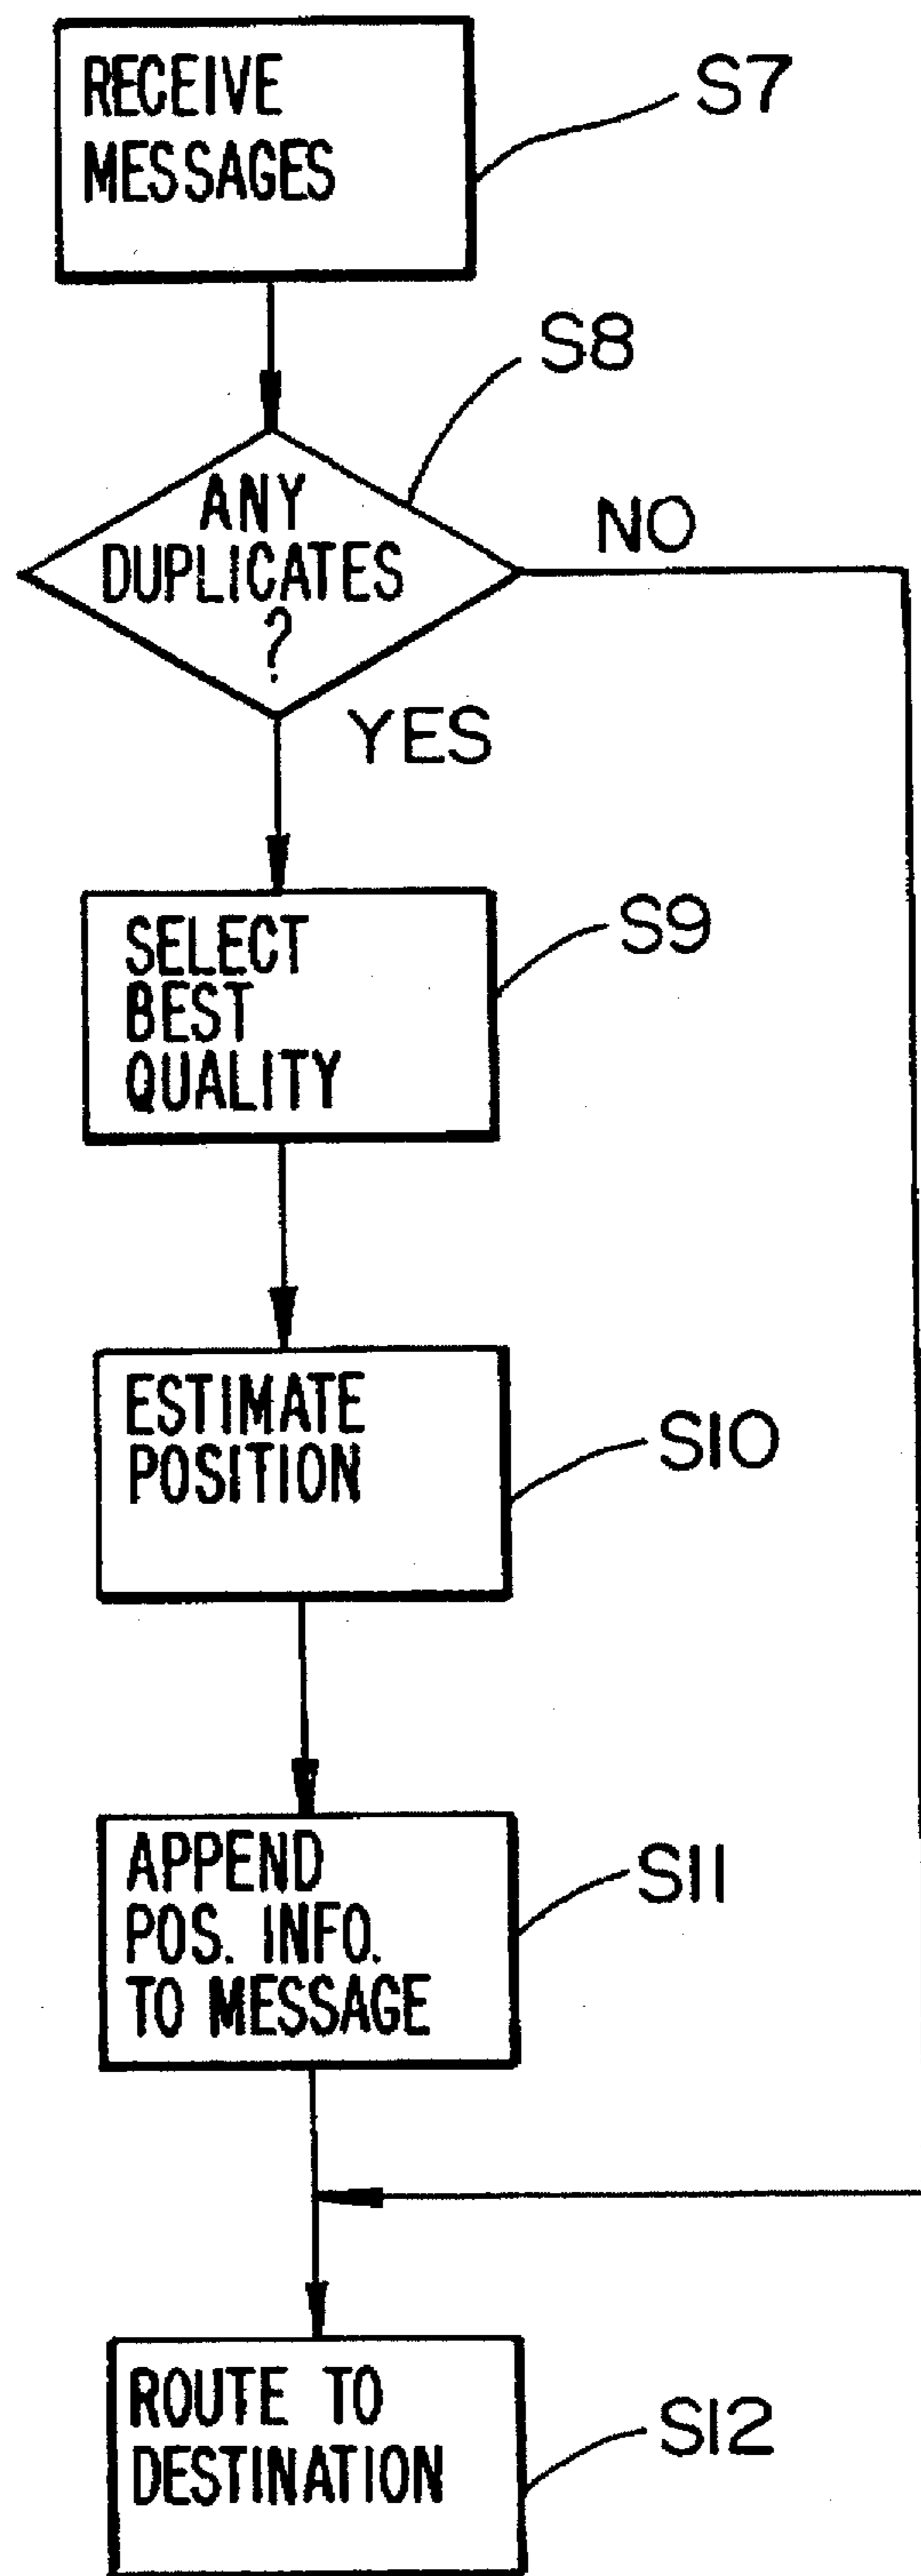 RECEIVE
MESSAGES
S7
S8
ANY
DUPLICATES
?
NO
YES
S9
SELECT
BEST
QUALITY
ESTIMATE
POSITION
S10
APPEND
POS. INFO.
TO MESSAGE
S11
ROUTE TO
DESTINATION
S12